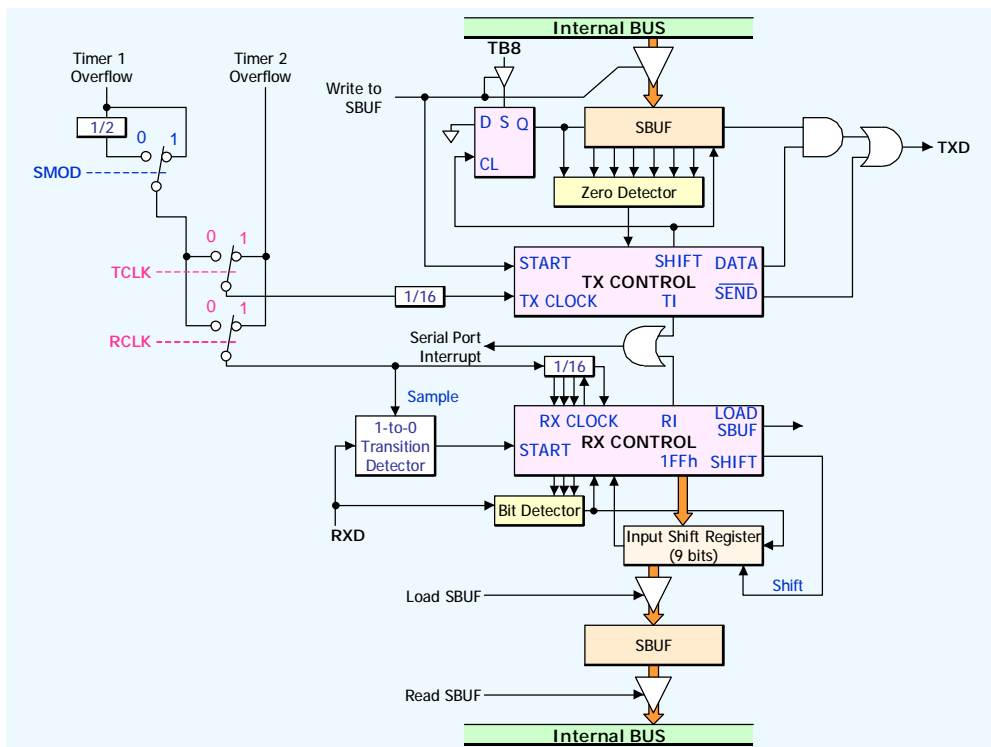 Internal BUS
Timer 1
Overflow
Timer 2
Overflow
TB8
Write to
SBUF
1/2
0
1
SMOD
D S Q
CL
SBUF
TXD
Zero Detector
0
1
TCLK
START
SHIFT
DATA
TX CONTROL
TX CLOCK
TI
SEND
1/16
0
1
RCLK
Serial Port
Interrupt
1/16
Sample
1-to-0
Transition
Detector
RX CLOCK
RI
LOAD
SBUF
START
RX CONTROL
1FFh
SHIFT
Bit Detector
RXD
Input Shift Register
(9 bits)
Shift
Load SBUF
SBUF
Read SBUF
Internal BUS